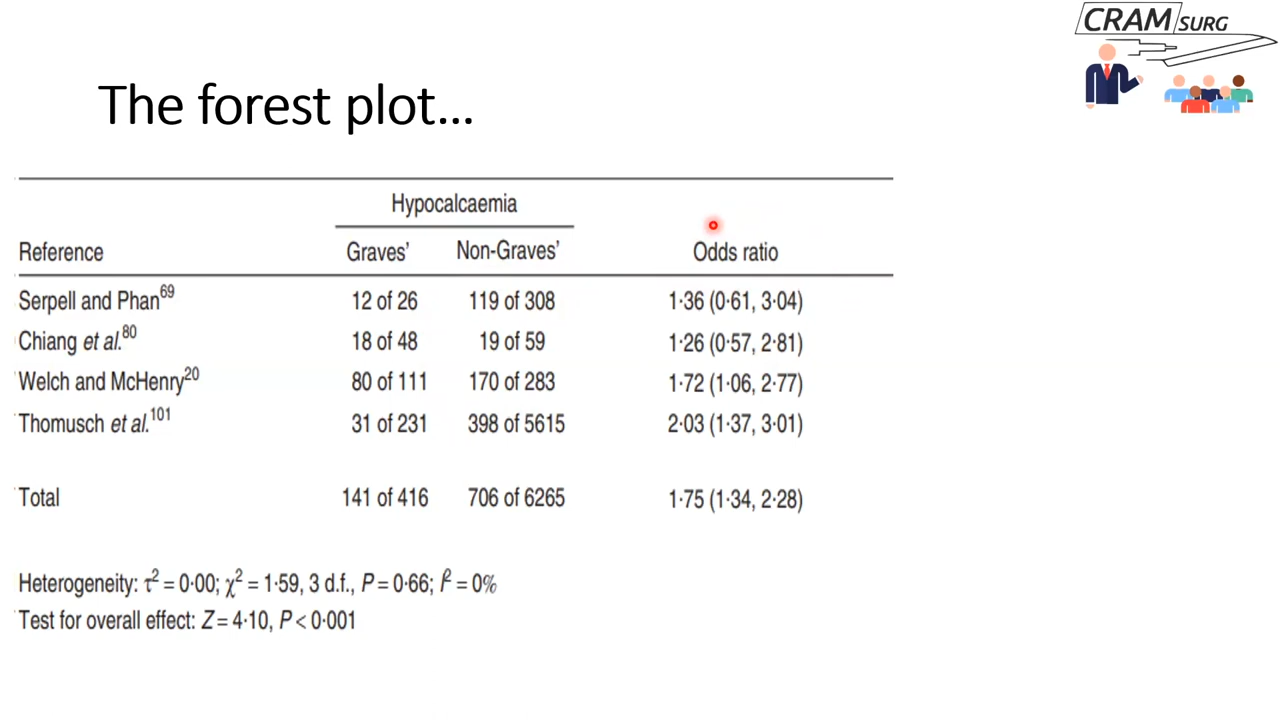 CRAM SURG
The forest plot...
Hypocalcaemia
Reference Graves’ Non-Graves’ Odds ratio
Serpell and Phan69 12 of 26 119 of 308 1·36 (0·61, 3·04)
Chiang et al.80 18 of 48 19 of 59 1·26 (0·57, 2·81)
Welch and McHenry20 80 of 111 170 of 283 1·72 (1·06, 2·77)
Thomusch et al.101 31 of 231 398 of 5615 2·03 (1·37, 3·01)
Total 141 of 416 706 of 6265 1·75 (1·34, 2·28)
Heterogeneity: τ² = 0·00; χ² = 1·59, 3 d.f., P = 0·66; I² = 0%
Test for overall effect: Z = 4·10, P < 0·001